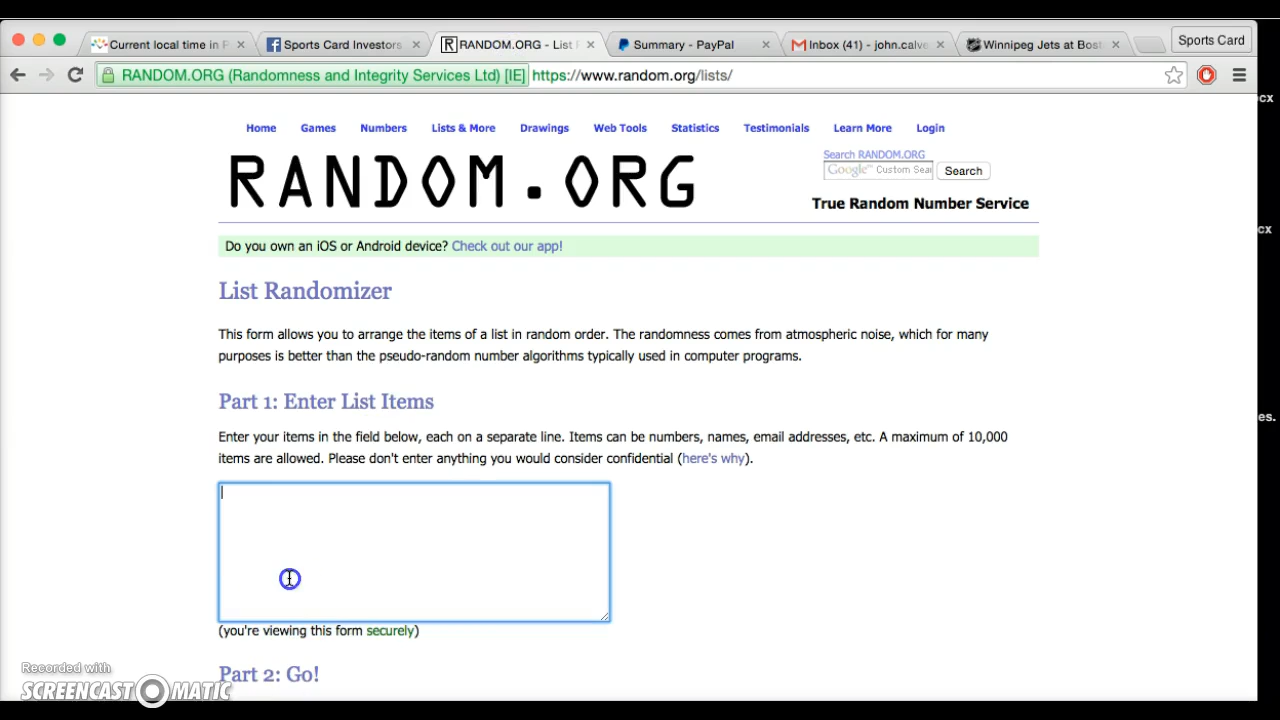 Current local time in P
Sports Card Investors
RANDOM.ORG - List F
Summary - PayPal
Inbox (41) - john.calve
Winnipeg Jets at Bost
Sports Card
RANDOM.ORG (Randomness and Integrity Services Ltd) [IE] https://www.random.org/lists/
cx
Home Games Numbers Lists & More Drawings Web Tools Statistics Testimonials Learn More Login
Search RANDOM.ORG
RANDOM.ORG
Google™ Custom Sear Search
True Random Number Service
cx
Do you own an iOS or Android device? Check out our app!
List Randomizer
This form allows you to arrange the items of a list in random order. The randomness comes from atmospheric noise, which for many
purposes is better than the pseudo-random number algorithms typically used in computer programs.
Part 1: Enter List Items
es.
Enter your items in the field below, each on a separate line. Items can be numbers, names, email addresses, etc. A maximum of 10,000
items are allowed. Please don't enter anything you would consider confidential (here's why).
(you're viewing this form securely)
Part 2: Go!
Recorded with
SCREENCAST-O-MATIC